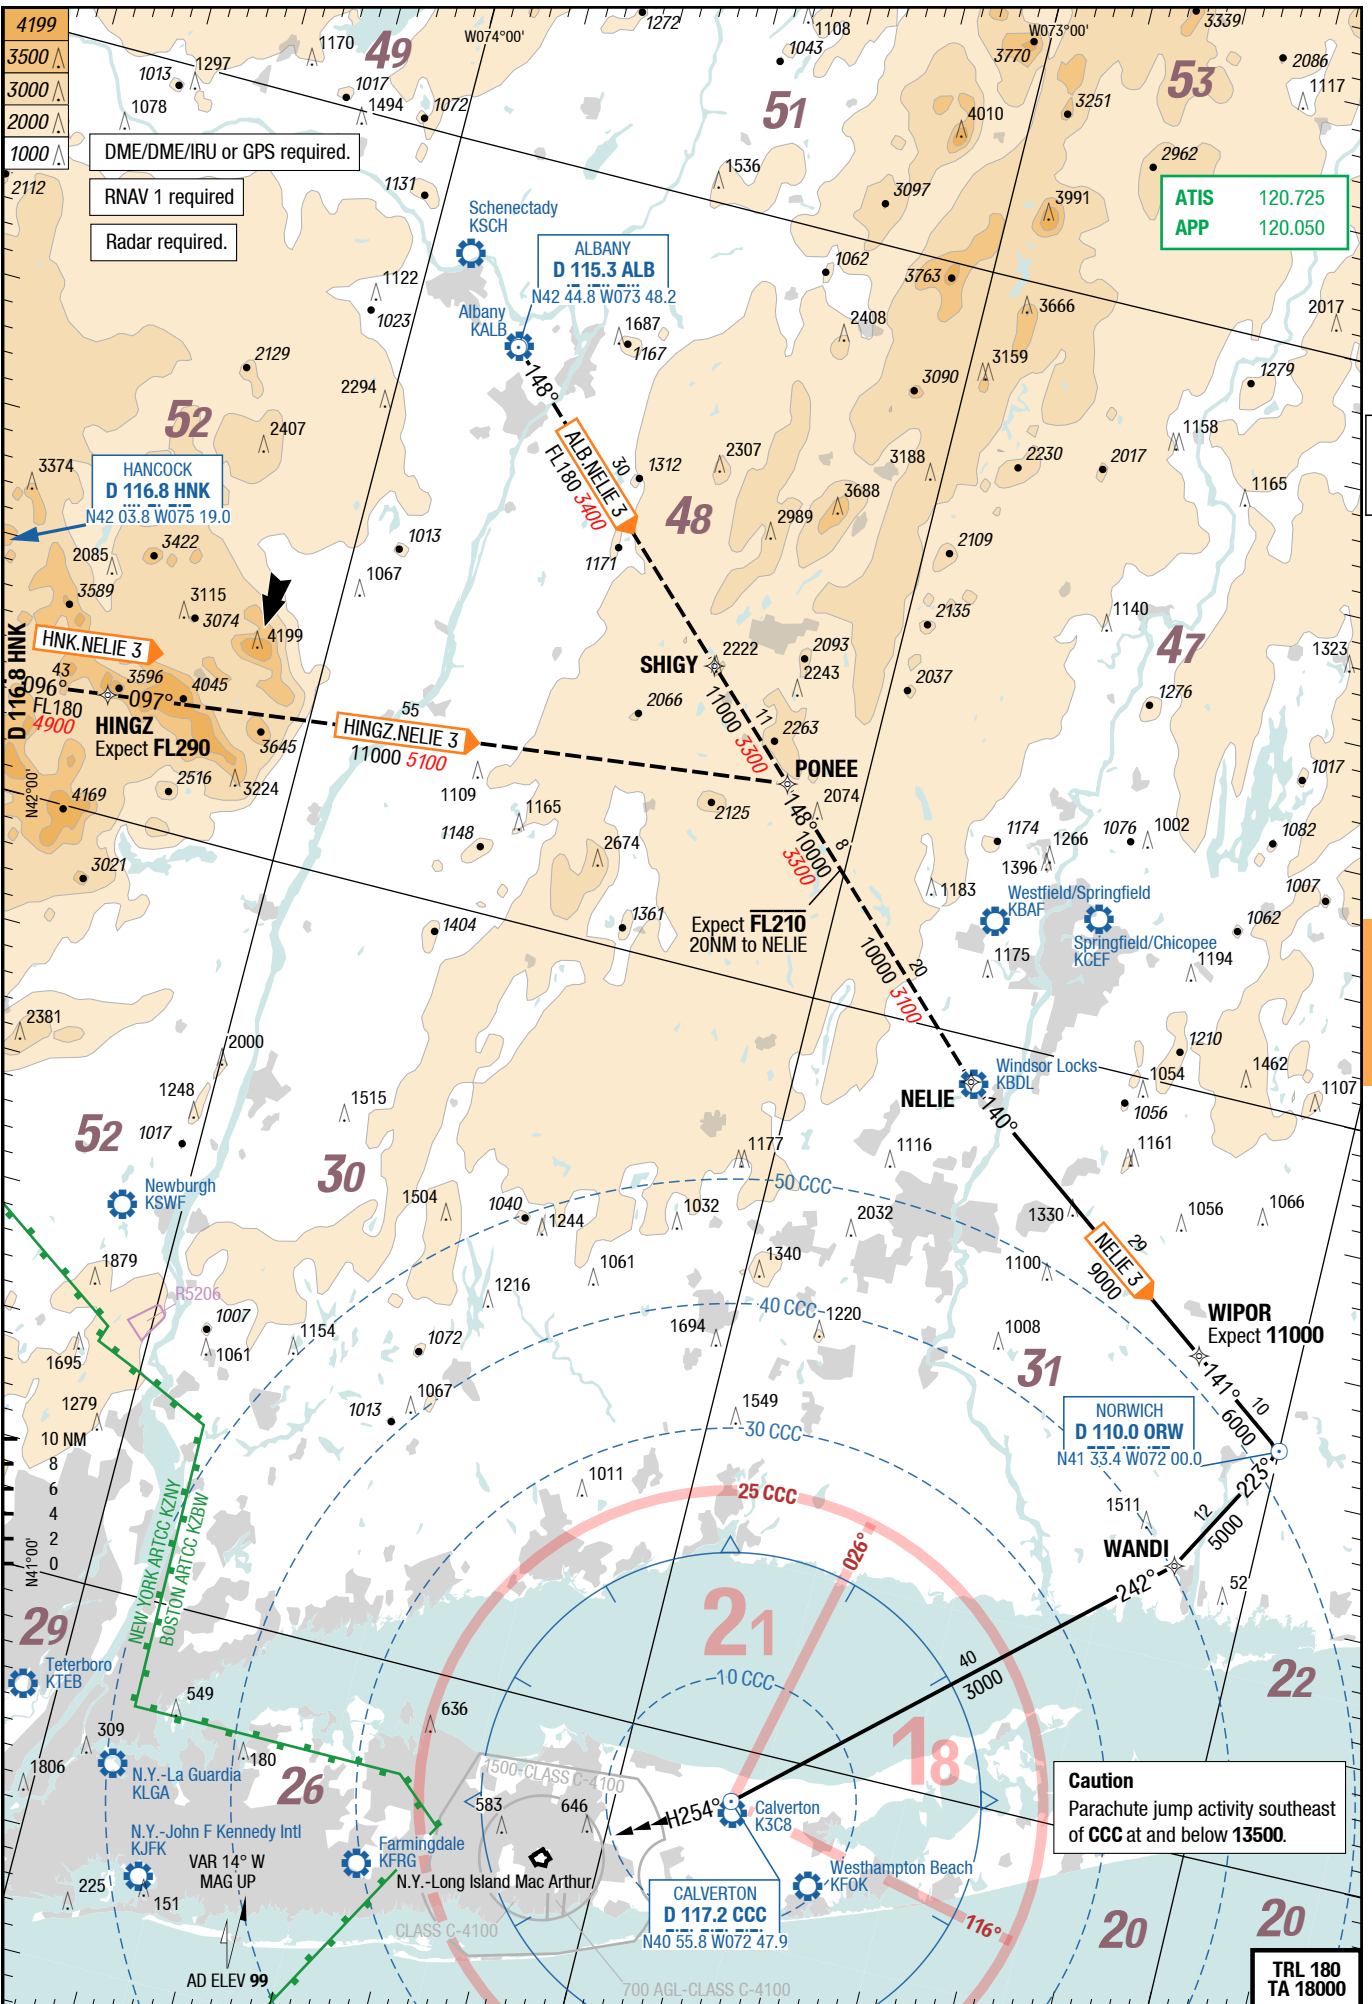 4199
3500
3000
2000
1000
DME/DME/IRU or GPS required.
RNAV 1 required
Radar required.
ATIS 120.725
APP 120.050
W074°00'
W073°00'
49
51
53
52
48
47
52
30
31
29
26
21
18
22
20
20
1170
1297
1013
1017
1078
1494
1072
2112
1131
1272
1043
1108
3770
3339
2086
1117
3251
4010
2962
1536
3097
3991
Schenectady
KSCH
ALBANY
D 115.3 ALB
N42 44.8 W073 48.2
Albany
KALB
1122
1023
1687
1167
1062
3763
3666
2408
2017
2129
2294
3159
3090
1279
2407
3374
HANCOCK
D 116.8 HNK
N42 03.8 W075 19.0
148°
ALB.NELIE 3
30
FL180 3400
1312
2307
3188
2230
2017
1158
1165
3688
2989
2085
3422
1013
1171
2109
1067
3589
3115
3074
4199
2135
1140
HNK.NELIE 3
D 116.8 HNK
43
096°
FL180
4900
3596
4045
097°
HINGZ
Expect FL290
3645
2516
3224
4169
3021
N42°00'
55
HINGZ.NELIE 3
11000 5100
SHIGY
2222
2093
2243
2037
2066
2263
11
11000 3300
1276
1323
PONEE
148°
2074
2125
8
10000
3300
1109
1165
1148
2674
1017
1174
1266
1076
1002
1396
1082
1183
Westfield/Springfield
KBAF
Springfield/Chicopee
KCEF
1007
1062
1404
1361
Expect FL210
20NM to NELIE
20
10000 3100
1175
1194
2381
2000
1248
1515
1017
Windsor Locks
KBDL
NELIE
140°
1210
1462
1054
1107
1056
1177
1116
1161
Newburgh
KSWF
1504
1040
1244
1032
50 CCC
2032
1330
1056
1066
29
NELIE 3
9000
1100
1879
R5206
1061
1340
1216
1007
1154
1061
1072
40 CCC
1694
1220
1008
WIPOR
Expect 11000
141°
10
6000
1695
1279
1067
1013
1549
30 CCC
NORWICH
D 110.0 ORW
N41 33.4 W072 00.0
10 NM
8
6
4
2
0
N41°00'
1011
25 CCC
223°
12
5000
1511
WANDI
242°
52
NEW YORK ARTCC KZNY
BOSTON ARTCC KZBW
026°
10 CCC
40
3000
Teterboro
KTEB
549
309
636
180
1806
N.Y.-La Guardia
KLGA
1500-CLASS C-4100
583
646
H254°
Calverton
K3C8
Caution
Parachute jump activity southeast
of CCC at and below 13500.
N.Y.-John F Kennedy Intl
KJFK
VAR 14° W
MAG UP
Farmingdale
KFRG
N.Y.-Long Island Mac Arthur
Westhampton Beach
KFOK
225
151
CLASS C-4100
CALVERTON
D 117.2 CCC
N40 55.8 W072 47.9
116°
AD ELEV 99
700 AGL-CLASS C-4100
TRL 180
TA 18000